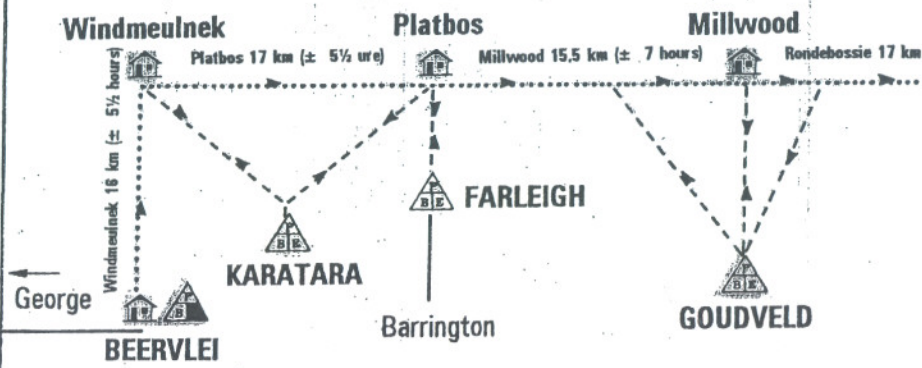 Windmeulnek
Platbos
Millwood
Platbos 17 km (± 5½ ure)
Millwood 15,5 km (± 7 hours)
Rondebossie 17 km
Windmeulnek 16 km (± 5½ hours)
FARLEIGH
KARATARA
George
Barrington
GOUDVELD
BEERVLEI
P
B E
P
B E
P
B E
B